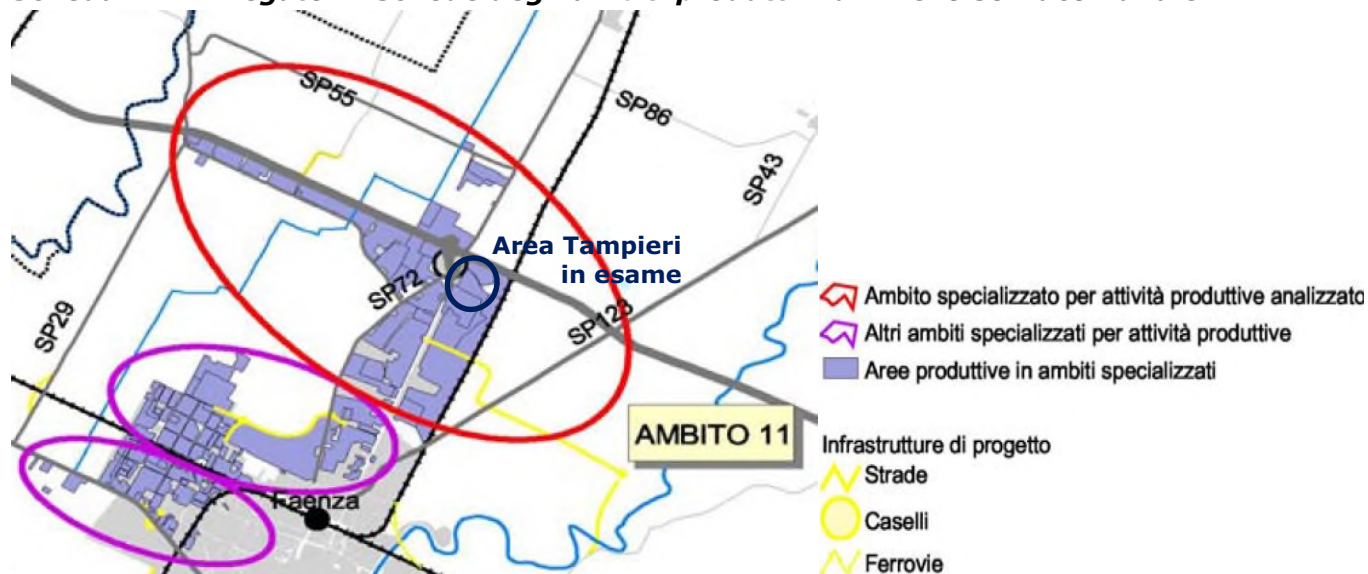 SP55
SP86
SP43
Area Tampieri
in esame
SP72
SP29
SP123
AMBITO 11
Faenza
Ambito specializzato per attività produttive analizzato
Altri ambiti specializzati per attività produttive
Aree produttive in ambiti specializzati
Infrastrutture di progetto
Strade
Caselli
Ferrovie